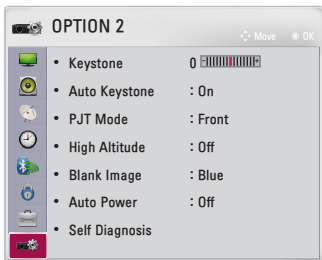 OPTION 2
Move OK
• Keystone 0 - +
• Auto Keystone : On
• PJT Mode : Front
• High Altitude : Off
• Blank Image : Blue
• Auto Power : Off
• Self Diagnosis